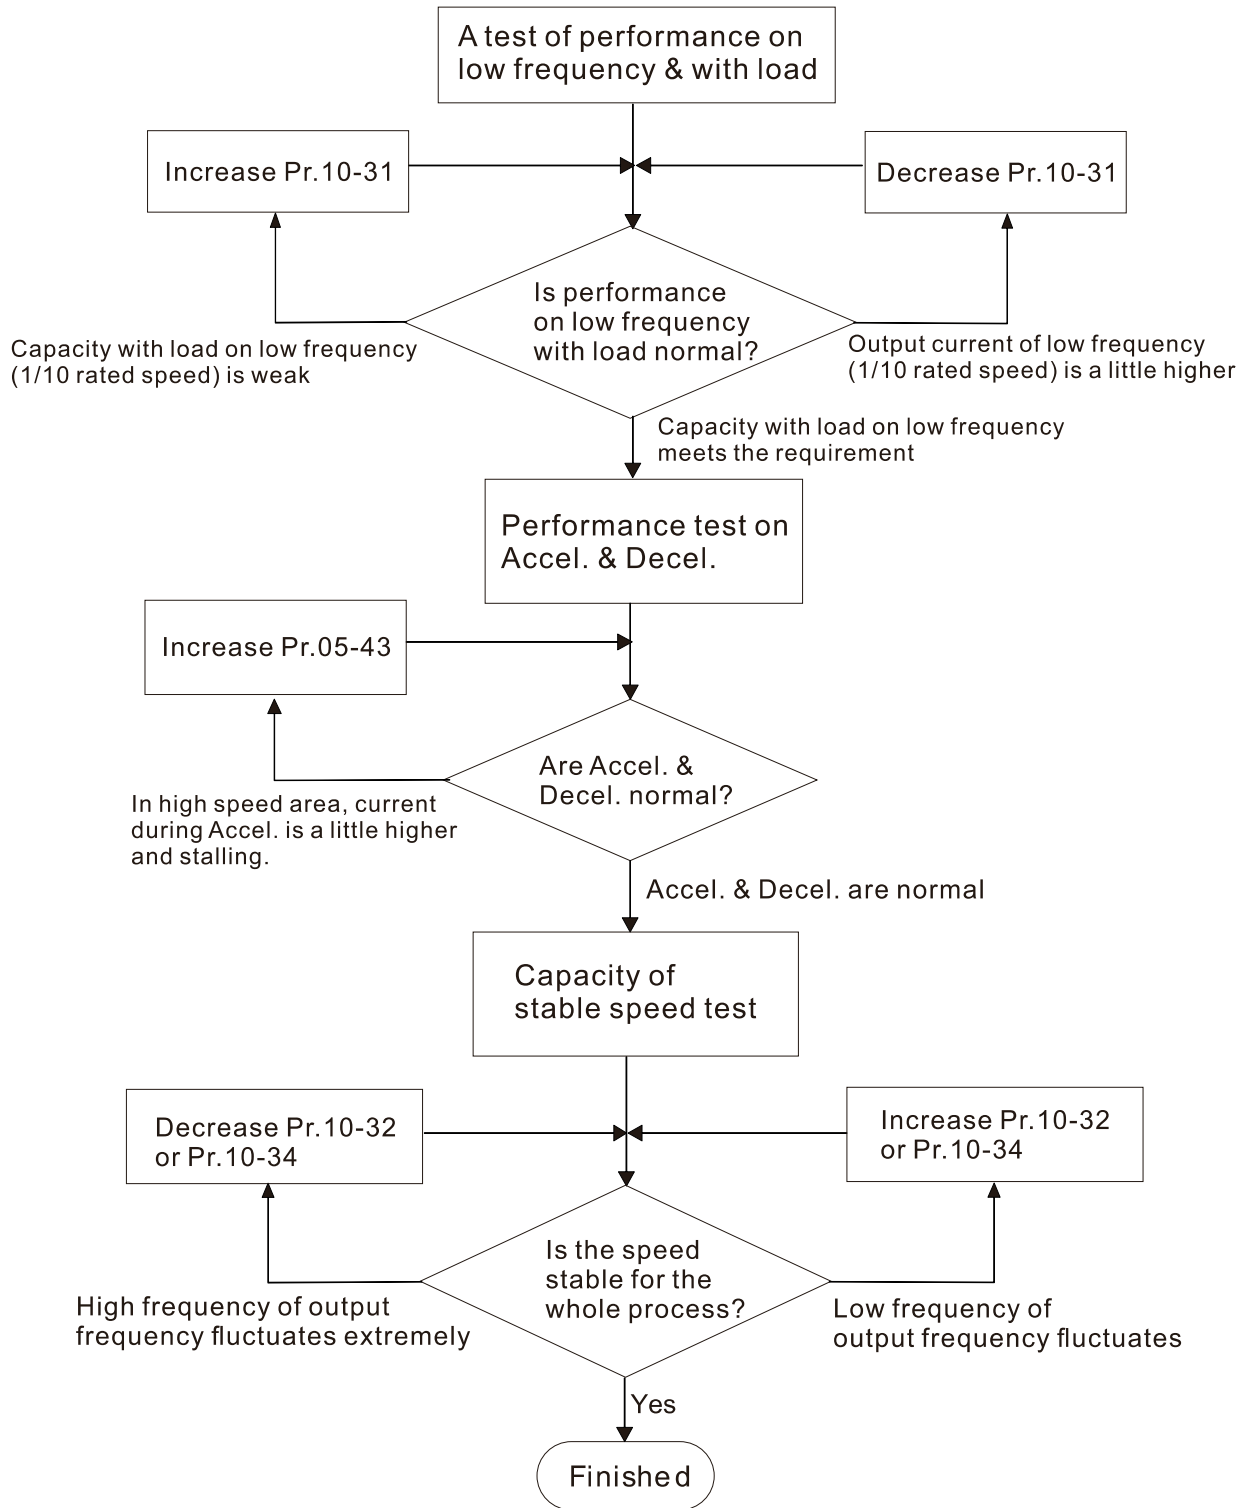 A test of performance on
low frequency & with load
Increase Pr.10-31
Decrease Pr.10-31
Is performance
on low frequency
with load normal?
Capacity with load on low frequency
(1/10 rated speed) is weak
Output current of low frequency
(1/10 rated speed) is a little higher
Capacity with load on low frequency
meets the requirement
Performance test on
Accel. & Decel.
Increase Pr.05-43
Are Accel. &
Decel. normal?
In high speed area, current
during Accel. is a little higher
and stalling.
Accel. & Decel. are normal
Capacity of
stable speed test
Decrease Pr.10-32
or Pr.10-34
Increase Pr.10-32
or Pr.10-34
Is the speed
stable for the
whole process?
High frequency of output
frequency fluctuates extremely
Low frequency of
output frequency fluctuates
Yes
Finished